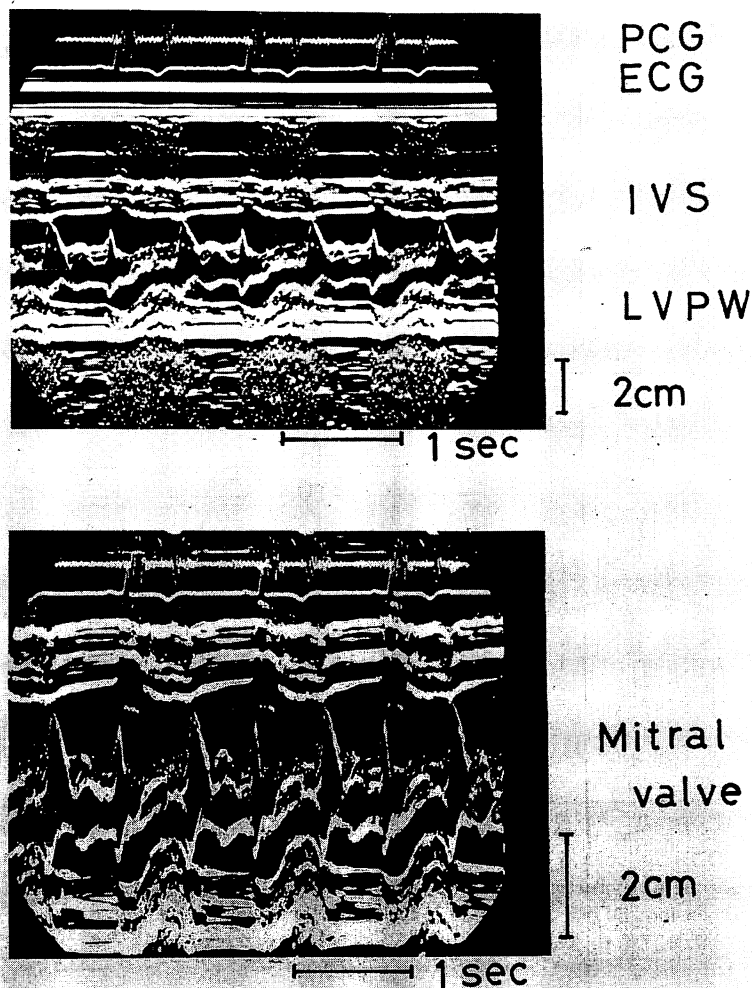 PCG
ECG
IVS
LVPW
2cm
1 sec
Mitral
valve
2cm
1 sec